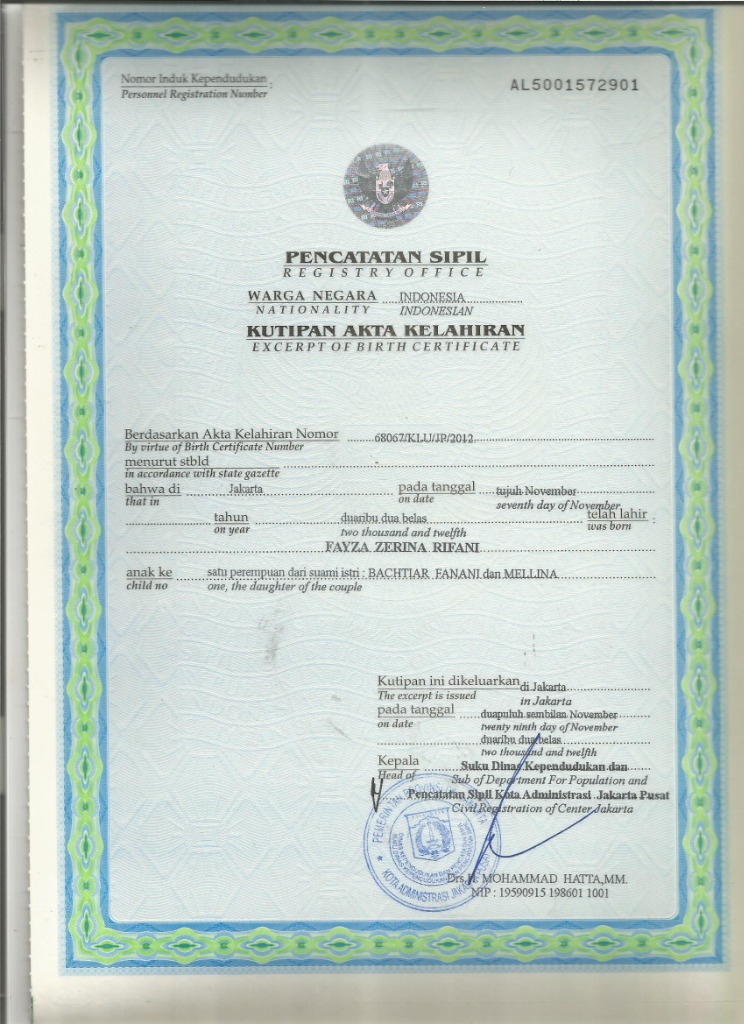 Nomor Induk Kependudukan :
Personnel Registration Number
AL5001572901
PENCATATAN SIPIL
REGISTRY OFFICE
WARGA NEGARA INDONESIA
NATIONALITY INDONESIAN
KUTIPAN AKTA KELAHIRAN
EXCERPT OF BIRTH CERTIFICATE
Berdasarkan Akta Kelahiran Nomor 68067/KLU/JP/2012
By virtue of Birth Certificate Number
menurut stbld -
in accordance with state gazette
bahwa di Jakarta pada tanggal tujuh November
that in on date seventh day of November
tahun duaribu dua belas telah lahir :
on year two thousand and twelfth was born
FAYZA ZERINA RIFANI
anak ke satu perempuan dari suami istri : BACHTIAR FANANI dan MELLINA
child no one, the daughter of the couple
Kutipan ini dikeluarkan di Jakarta
The excerpt is issued in Jakarta
pada tanggal duapuluh sembilan November
on date twenty ninth day of November
duaribu dua belas
two thousand and twelfth
Kepala Suku Dinas Kependudukan dan
Head of Sub of Department For Population and
Pencatatan Sipil Kota Administrasi Jakarta Pusat
Civil Registration of Center Jakarta
KOTA ADMINISTRASI
Drs.H. MOHAMMAD HATTA,MM.
NIP : 19590915 198601 1001